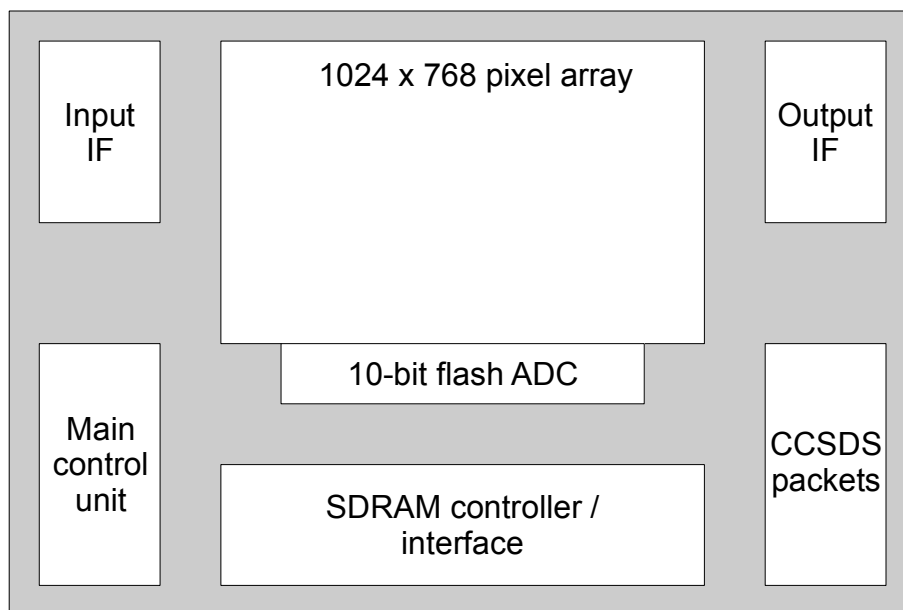 1024 x 768 pixel array
Input
IF
Output
IF
10-bit flash ADC
Main
control
unit
CCSDS
packets
SDRAM controller /
interface